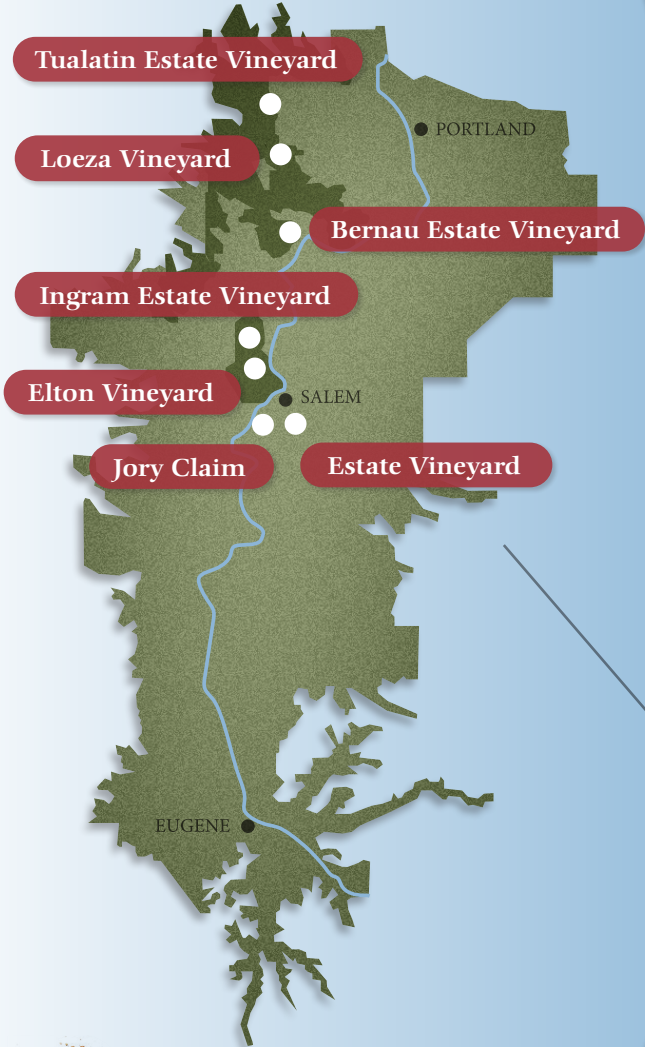 Tualatin Estate Vineyard
PORTLAND
Loeza Vineyard
Bernau Estate Vineyard
Ingram Estate Vineyard
Elton Vineyard
SALEM
Jory Claim
Estate Vineyard
EUGENE